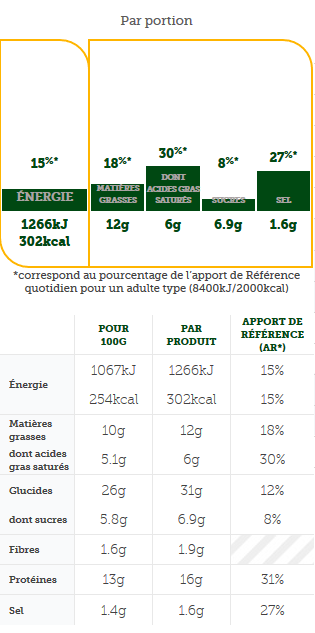 Par portion
15%* 18%* 30%* 8%* 27%*
ÉNERGIE MATIÈRES GRASSES DONT ACIDES GRAS SATURÉS SUCRES SEL
1266kJ 12g 6g 6.9g 1.6g
302kcal
*correspond au pourcentage de l'apport de Référence
quotidien pour un adulte type (8400kJ/2000kcal)
POUR 100G PAR PRODUIT APPORT DE RÉFÉRENCE (AR*)
Énergie 1067kJ 1266kJ 15%
254kcal 302kcal 15%
Matières grasses 10g 12g 18%
dont acides gras saturés 5.1g 6g 30%
Glucides 26g 31g 12%
dont sucres 5.8g 6.9g 8%
Fibres 1.6g 1.9g
Protéines 13g 16g 31%
Sel 1.4g 1.6g 27%